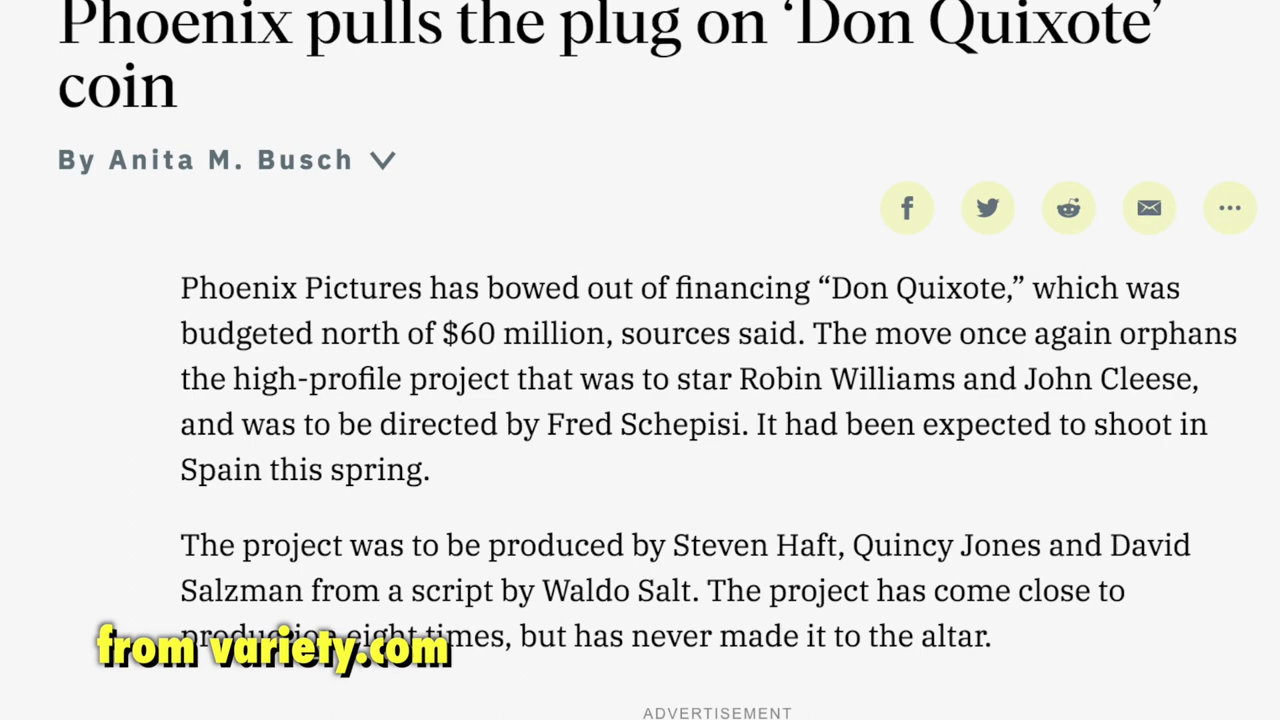 Phoenix pulls the plug on ‘Don Quixote’
coin
By Anita M. Busch
Phoenix Pictures has bowed out of financing “Don Quixote,” which was
budgeted north of $60 million, sources said. The move once again orphans
the high-profile project that was to star Robin Williams and John Cleese,
and was to be directed by Fred Schepisi. It had been expected to shoot in
Spain this spring.
The project was to be produced by Steven Haft, Quincy Jones and David
Salzman from a script by Waldo Salt. The project has come close to
production eight times, but has never made it to the altar.
from variety.com
ADVERTISEMENT